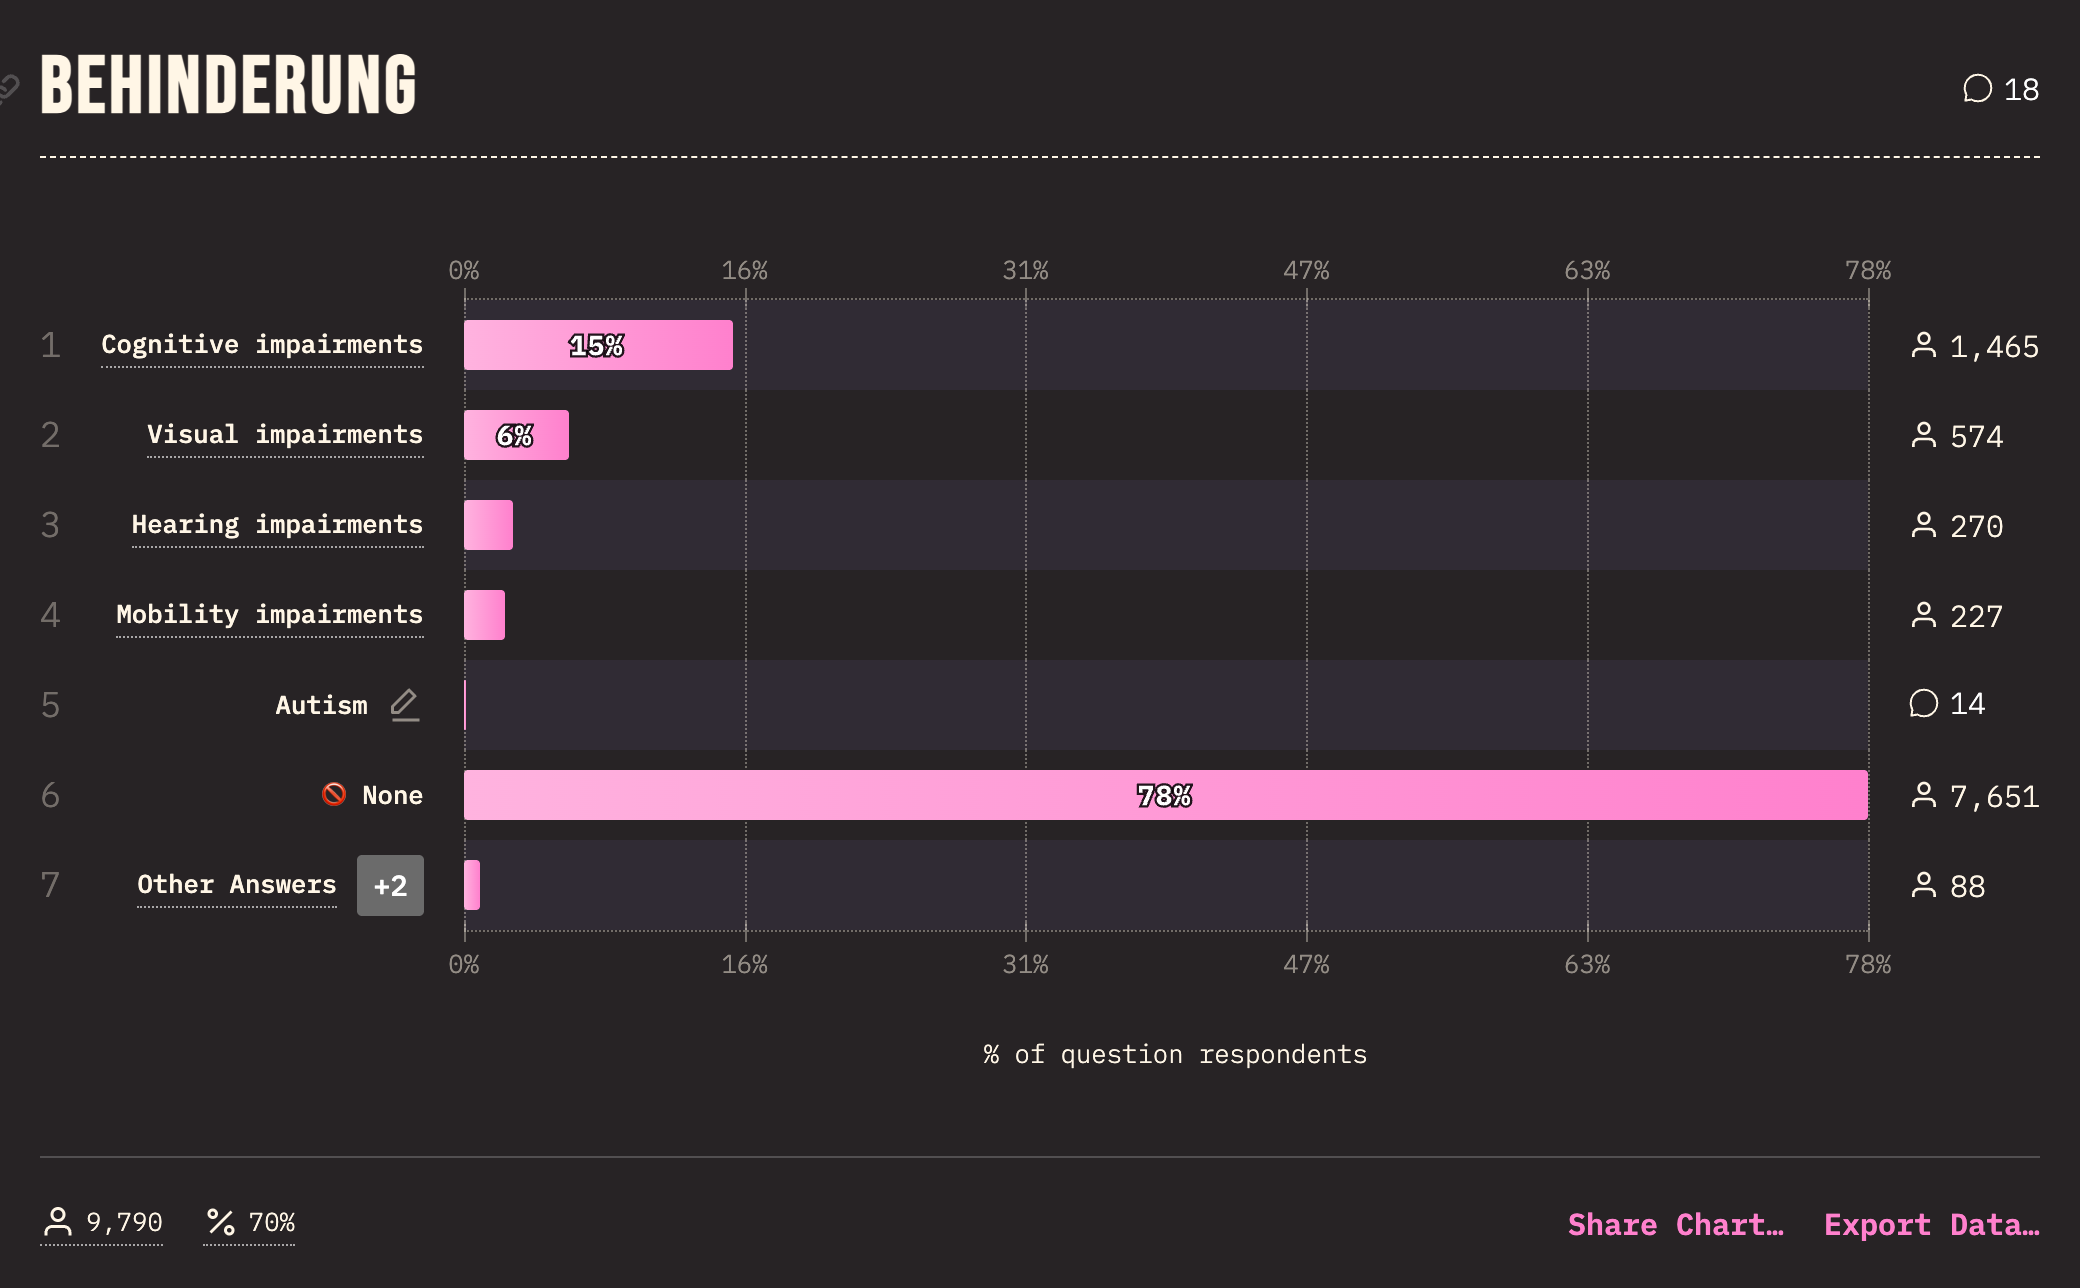 BEHINDERUNG
18
0% 16% 31% 47% 63% 78%
1 Cognitive impairments 15% 1,465
2 Visual impairments 6% 574
3 Hearing impairments 270
4 Mobility impairments 227
5 Autism 14
6 None 78% 7,651
7 Other Answers +2 88
0% 16% 31% 47% 63% 78%
% of question respondents
9,790 70% Share Chart… Export Data…